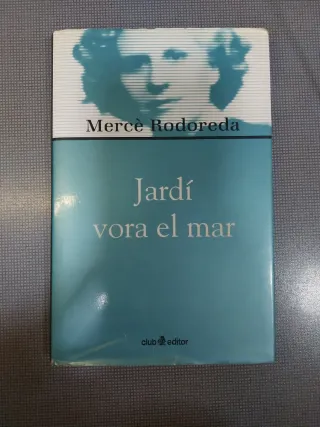 Mercè Rodoreda
Jardí
vora el mar
club editor